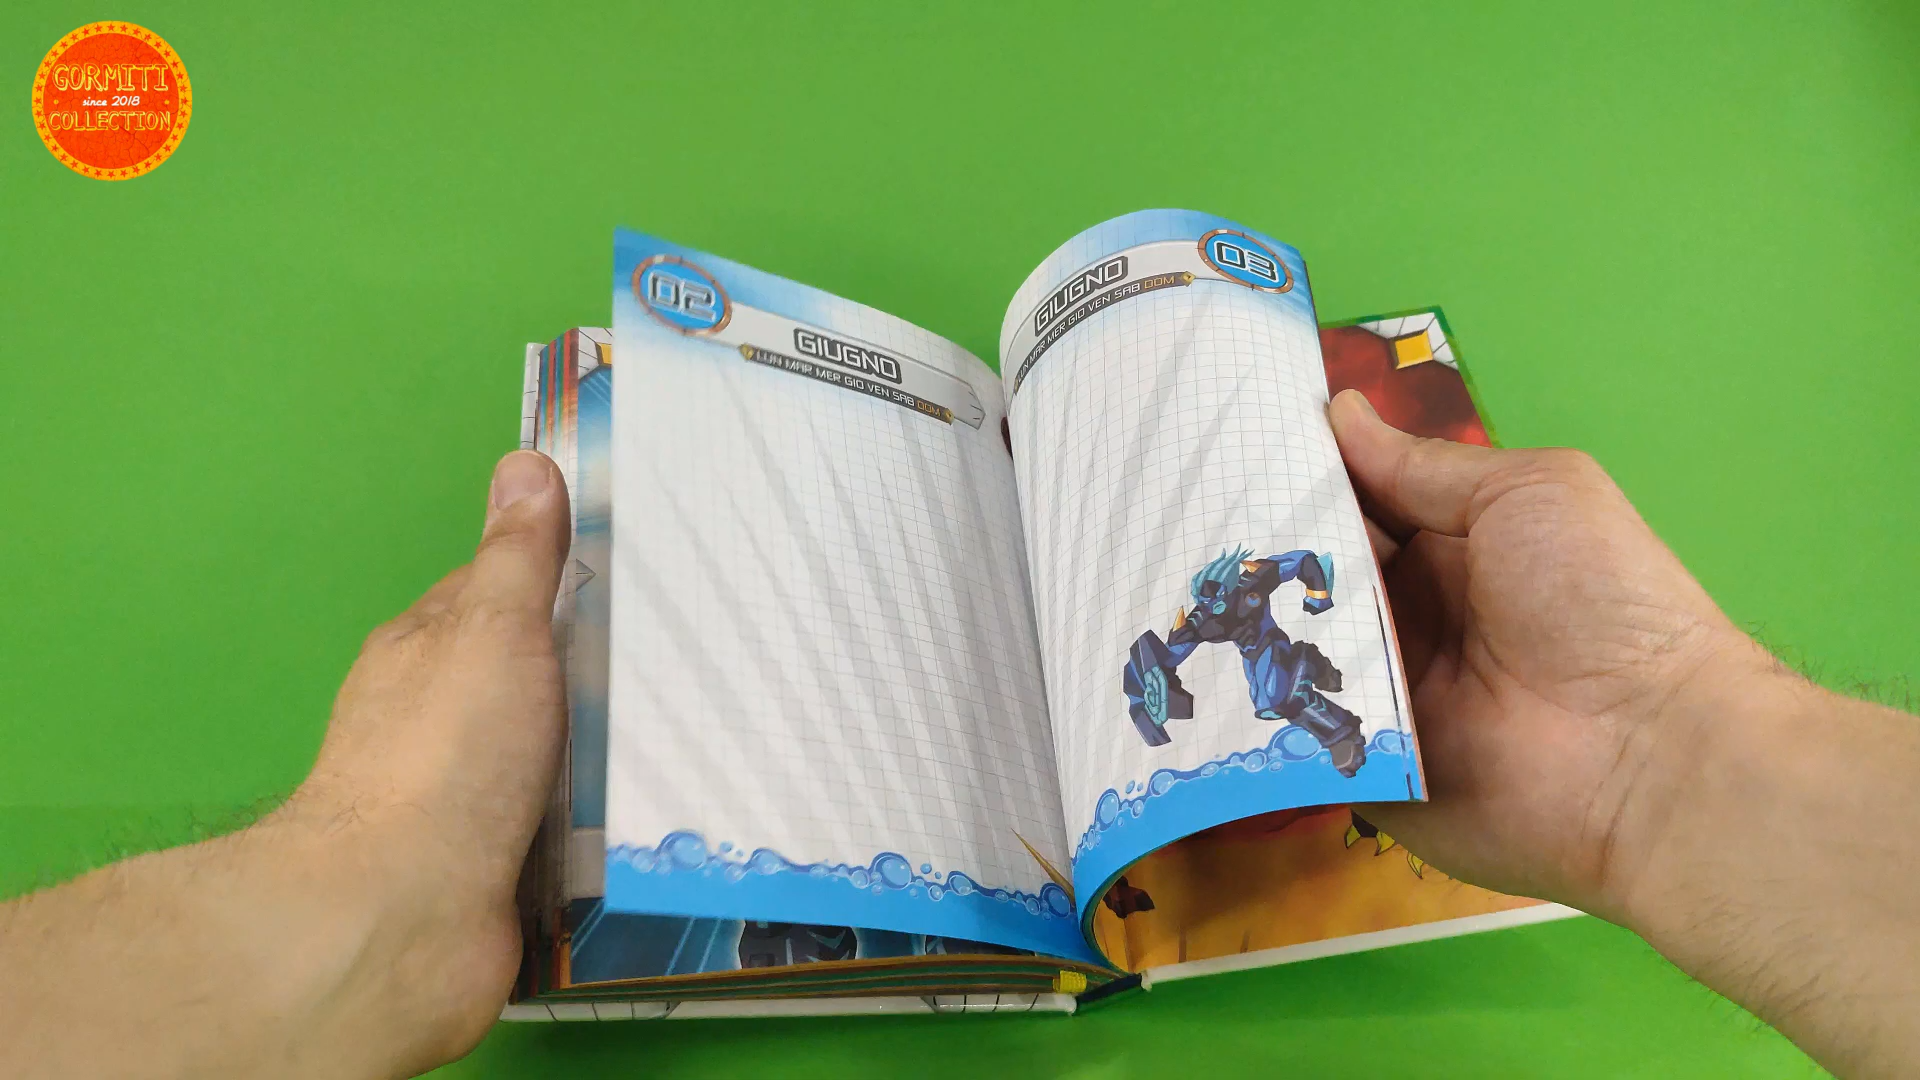 GORMITI
since 2018
COLLECTION
02
GIUGNO
LUN MAR MER GIO VEN SAB DOM
03
GIUGNO
LUN MAR MER GIO VEN SAB DOM